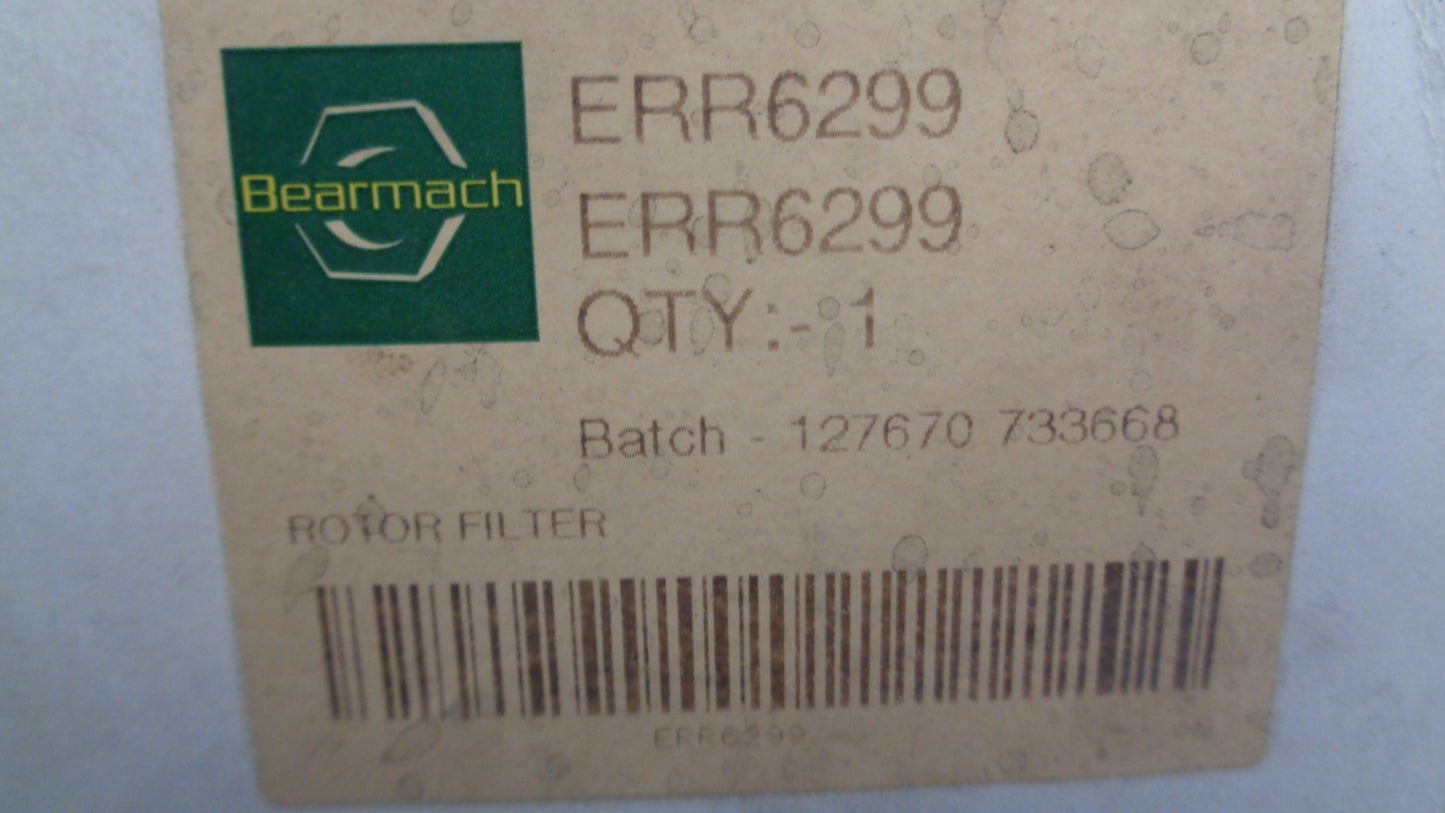 Bearmach
ERR6299
ERR6299
QTY:- 1
Batch - 127670 733668
ROTOR FILTER
ERR6299